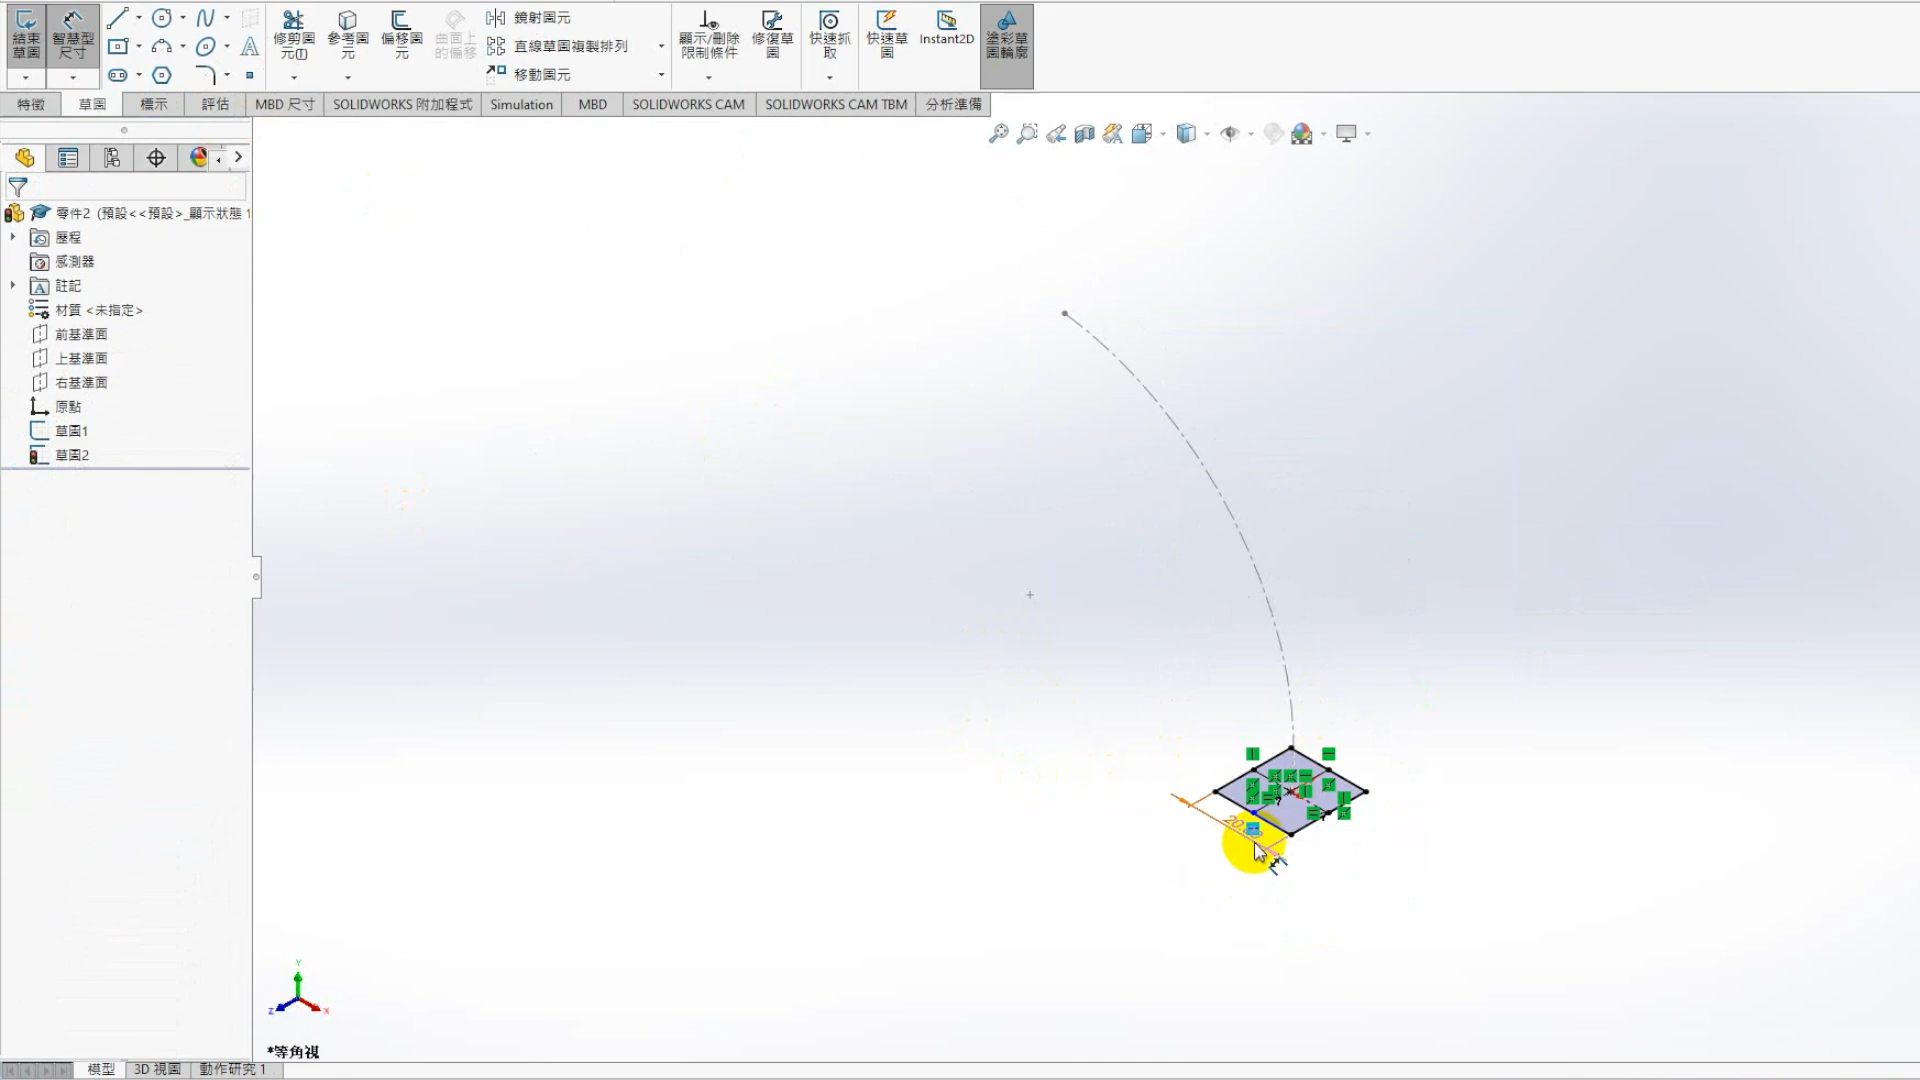 結束草圖
智慧型尺寸
修剪圖元(I)
參考圖元
偏移圖元
曲面上的偏移
鏡射圖元
直線草圖複製排列
移動圖元
顯示/刪除限制條件
修復草圖
快速抓取
快速草圖
Instant2D
塗彩草圖輪廓
特徵
草圖
標示
評估
MBD 尺寸
SOLIDWORKS 附加程式
Simulation
MBD
SOLIDWORKS CAM
SOLIDWORKS CAM TBM
分析準備
零件2 (預設<<預設>_顯示狀態 1
歷程
感測器
註記
材質 <未指定>
前基準面
上基準面
右基準面
原點
草圖1
草圖2
Y
Z
X
*等角視
模型
3D 視圖
動作研究 1